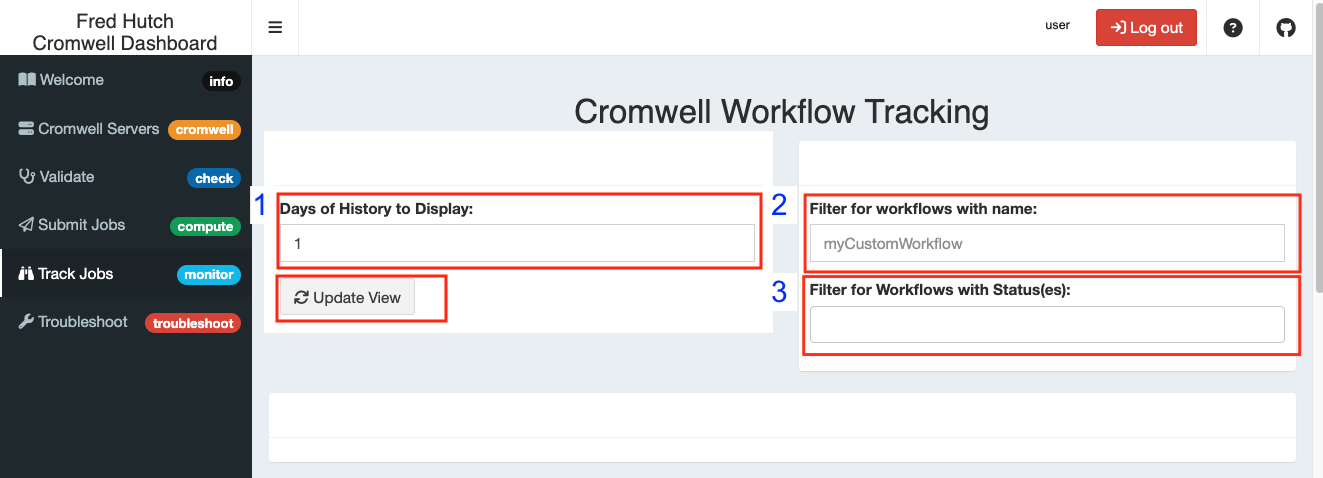 Fred Hutch
Cromwell Dashboard
user
Log out
Welcome info
Cromwell Servers cromwell
Validate check
Submit Jobs compute
Track Jobs monitor
Troubleshoot troubleshoot
Cromwell Workflow Tracking
1
Days of History to Display:
1
Update View
2
Filter for workflows with name:
myCustomWorkflow
3
Filter for Workflows with Status(es):